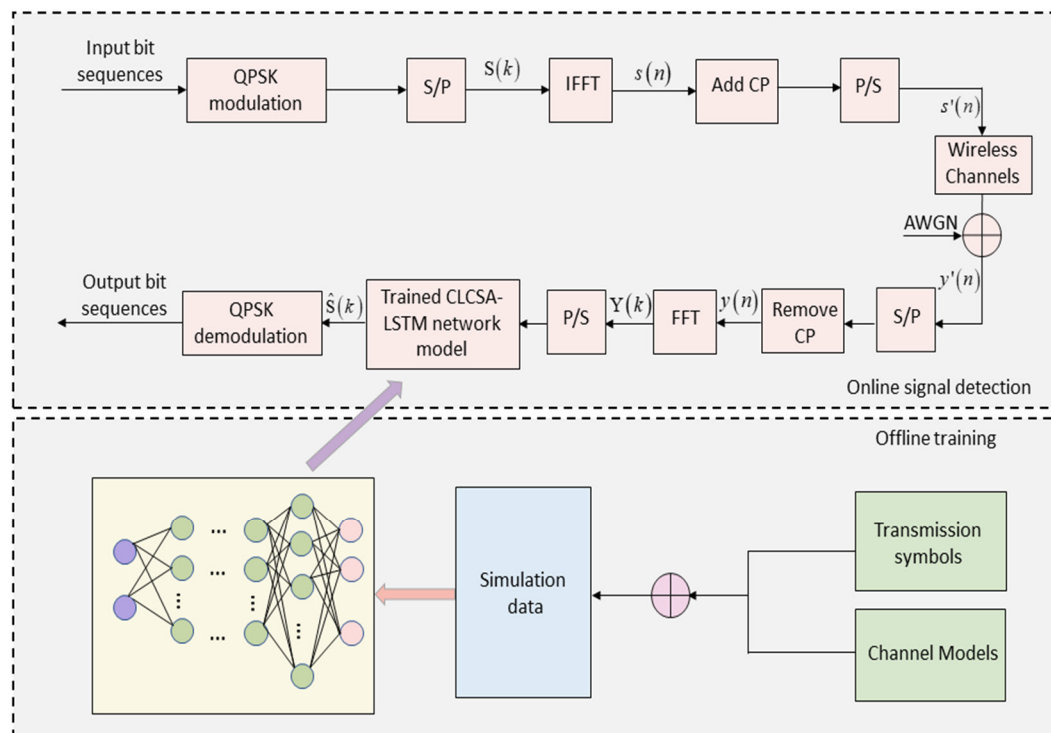 Input bit
sequences
QPSK
modulation
S/P
S(k)
IFFT
s(n)
Add CP
P/S
s'(n)
Wireless
Channels
AWGN
y'(n)
Output bit
sequences
QPSK
demodulation
ŝ(k)
Trained CLCSA-
LSTM network
model
P/S
Y(k)
FFT
y(n)
Remove
CP
S/P
Online signal detection
Offline training
...
...
...
...
...
...
...
Simulation
data
Transmission
symbols
Channel Models